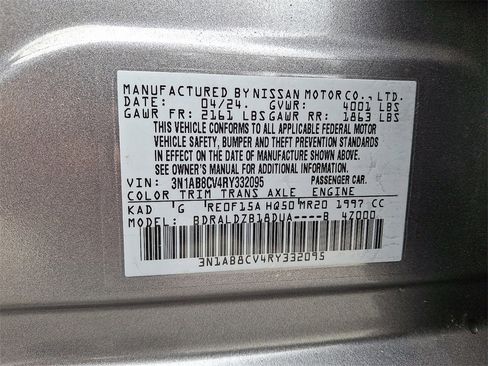 MANUFACTURED BY NISSAN MOTOR CO., LTD.
DATE: 04/24. GVWR: 4001 LBS
GAWR FR: 2161 LBS GAWR RR: 1863 LBS
THIS VEHICLE CONFORMS TO ALL APPLICABLE FEDERAL MOTOR
VEHICLE SAFETY, BUMPER AND THEFT PREVENTION STANDARDS
IN EFFECT ON THE DATE OF MANUFACTURE SHOWN ABOVE.
SEE OWNER'S MANUAL FOR ADDITIONAL INFORMATION.
VIN: 3N1AB8CV4RY332095 PASSENGER CAR.
COLOR TRIM TRANS AXLE ENGINE
KAD G RE0F15A HQ50 MR20 1997 CC
MODEL: BDRALDZB18DUA----B 4Z000
3N1AB8CV4RY332095